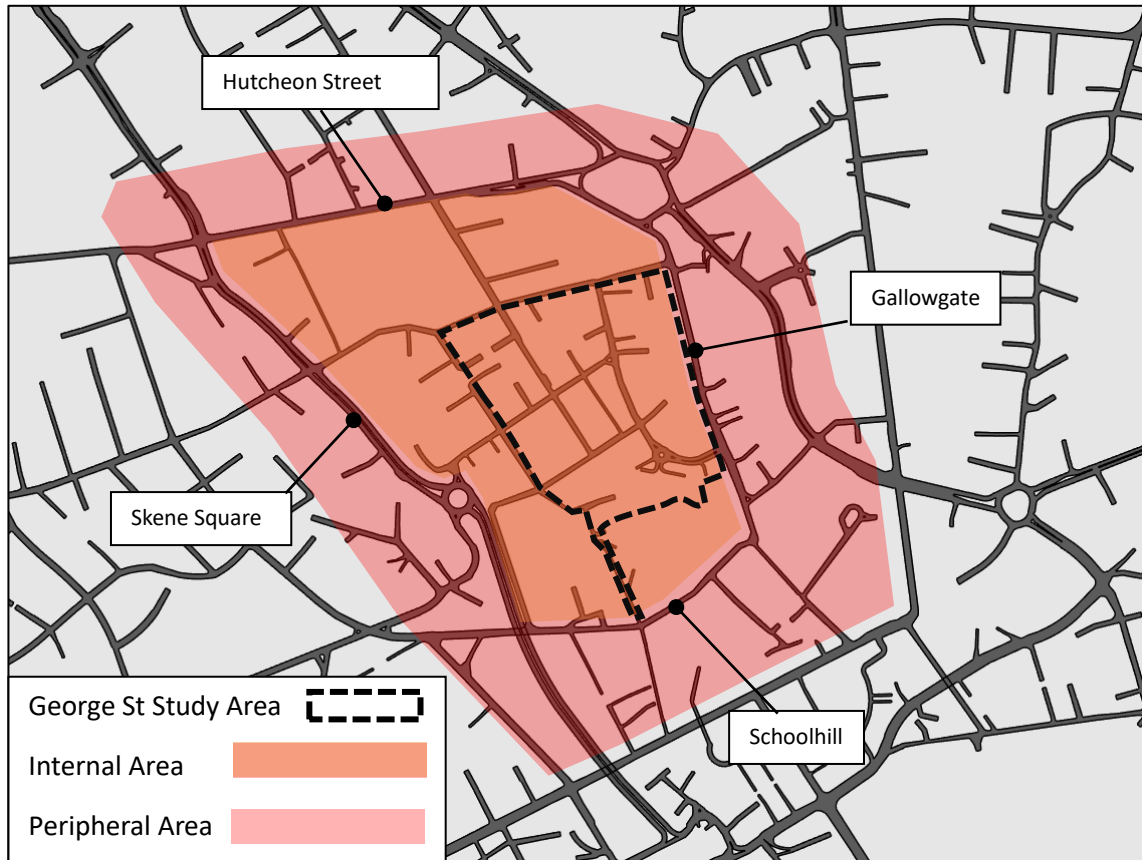 Hutcheon Street
Gallowgate
Skene Square
Schoolhill
George St Study Area
Internal Area
Peripheral Area